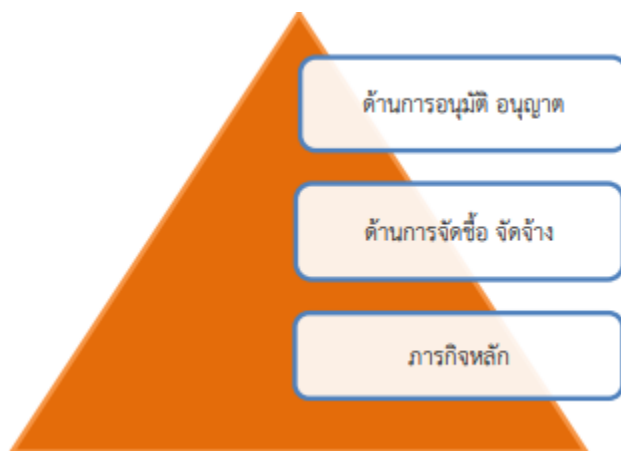 ด้านการอนุมัติ อนุญาต
ด้านการจัดซื้อ จัดจ้าง
ภารกิจหลัก